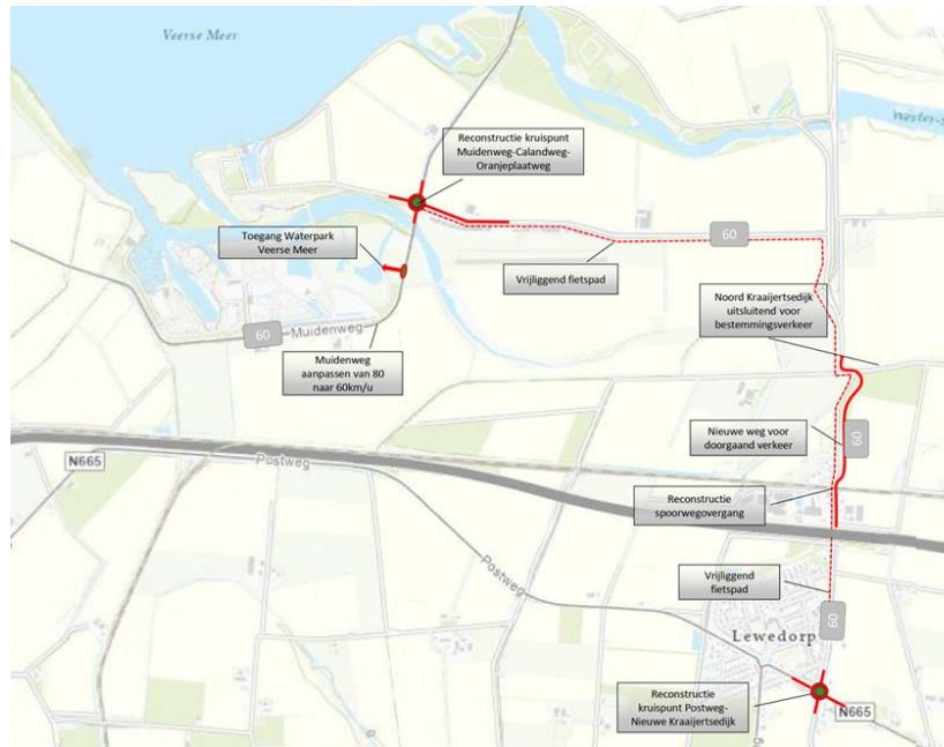 Veerse Meer
Wester-S
Reconstructie kruispunt
Muidenweg-Calandweg-
Oranjeplaatweg
Toegang Waterpark
Veerse Meer
60
Vrijliggend fietspad
Noord Kraaijertsedijk
uitsluitend voor
bestemmingsverkeer
60
Muidenweg
Muidenweg
aanpassen van 80
naar 60km/u
Nieuwe weg voor
doorgaand verkeer
60
N665
Postweg
Reconstructie
spoorwegovergang
Postweg
Vrijliggend
fietspad
60
Lewedorp
Reconstructie
kruispunt Postweg-
Nieuwe Kraaijertsedijk
N665